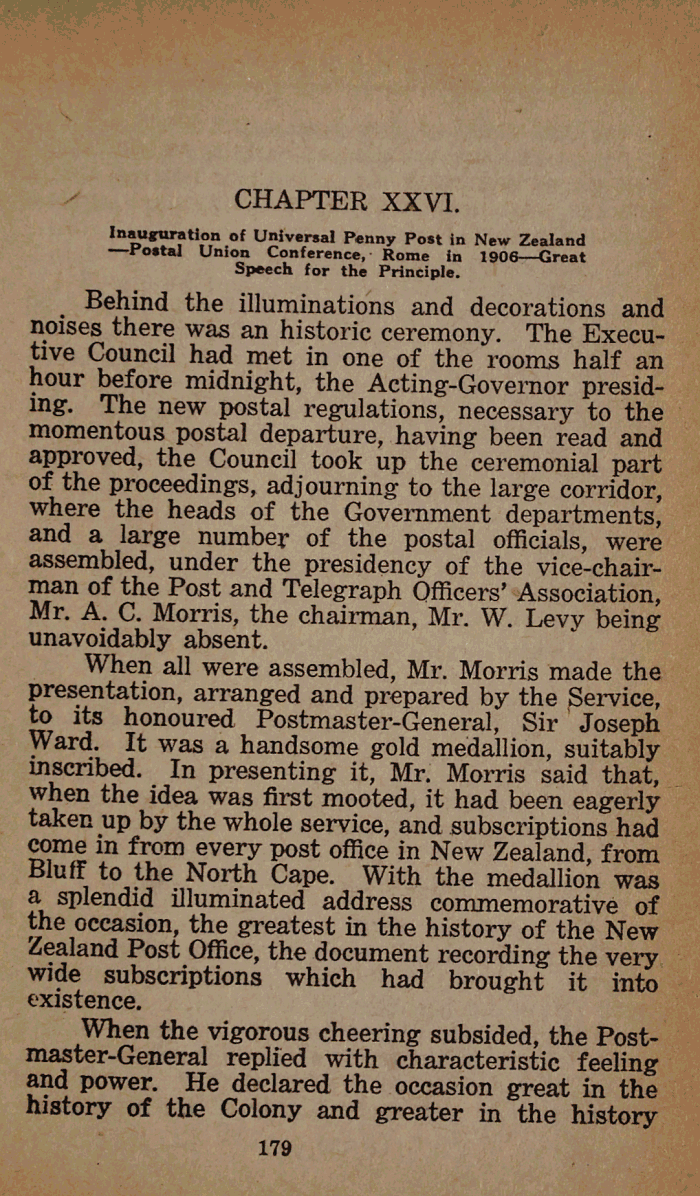 CHAPTER XXVI.
Inauguration of Universal Penny Post in New Zealand
—Postal Union Conference, Rome in 1906—Great
Speech for the Principle.
Behind the illuminations and decorations and
noises there was an historic ceremony. The Execu-
tive Council had met in one of the rooms half an
hour before midnight, the Acting-Governor presid-
ing. The new postal regulations, necessary to the
momentous postal departure, having been read and
approved, the Council took up the ceremonial part
of the proceedings, adjourning to the large corridor,
where the heads of the Government departments,
and a large number of the postal officials, were
assembled, under the presidency of the vice-chair-
man of the Post and Telegraph Officers' Association,
Mr. A. C. Morris, the chairman, Mr. W. Levy being
unavoidably absent.
When all were assembled, Mr. Morris made the
presentation, arranged and prepared by the Service,
to its honoured Postmaster-General, Sir Joseph
Ward. It was a handsome gold medallion, suitably
inscribed. In presenting it, Mr. Morris said that,
when the idea was first mooted, it had been eagerly
taken up by the whole service, and subscriptions had
come in from every post office in New Zealand, from
Bluff to the North Cape. With the medallion was
a splendid illuminated address commemorative of
the occasion, the greatest in the history of the New
Zealand Post Office, the document recording the very
wide subscriptions which had brought it into
existence.
When the vigorous cheering subsided, the Post-
master-General replied with characteristic feeling
and power. He declared the occasion great in the
history of the Colony and greater in the history
179